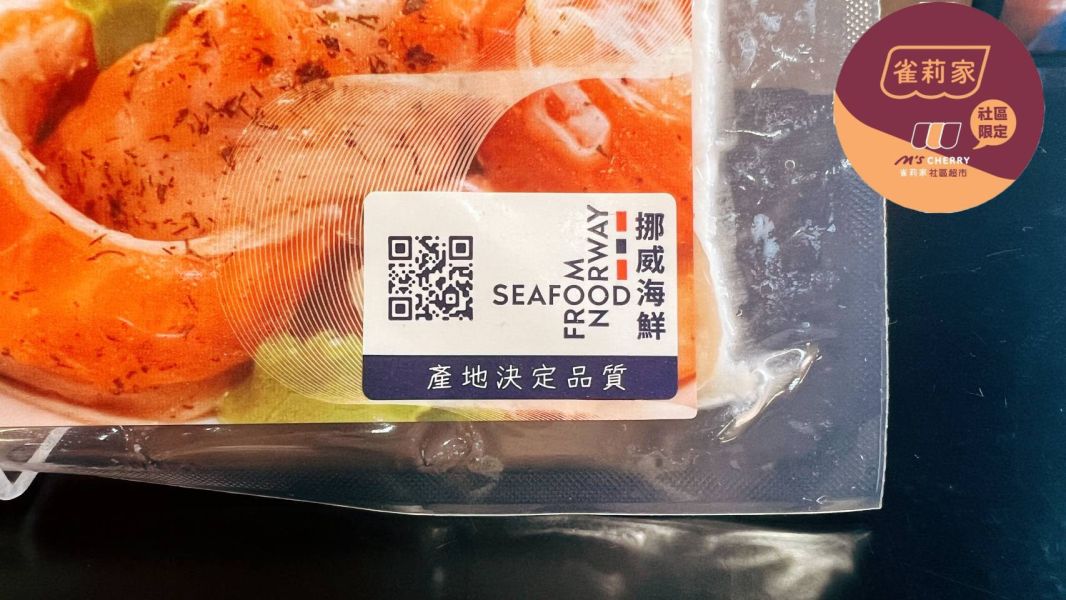 雀莉家
社區
限定
M'S CHERRY
雀莉家 社區超市
SEAFOOD
FROM
NORWAY
挪威海鮮
產地決定品質